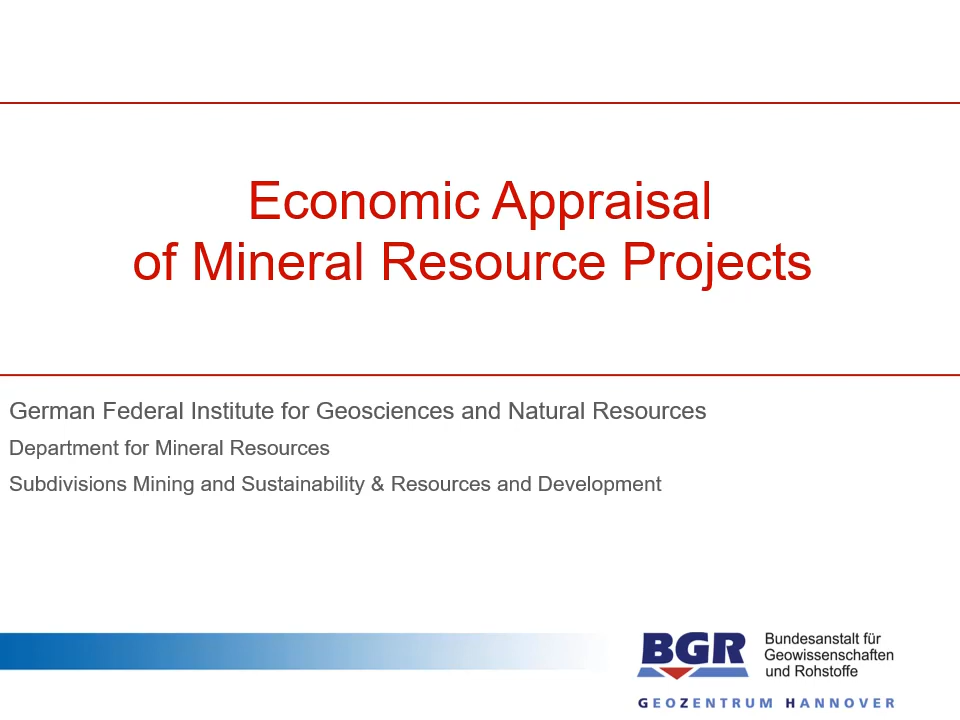 Economic Appraisal
of Mineral Resource Projects
German Federal Institute for Geosciences and Natural Resources
Department for Mineral Resources
Subdivisions Mining and Sustainability & Resources and Development
BGR
Bundesanstalt für
Geowissenschaften
und Rohstoffe
GEOZENTRUM HANNOVER